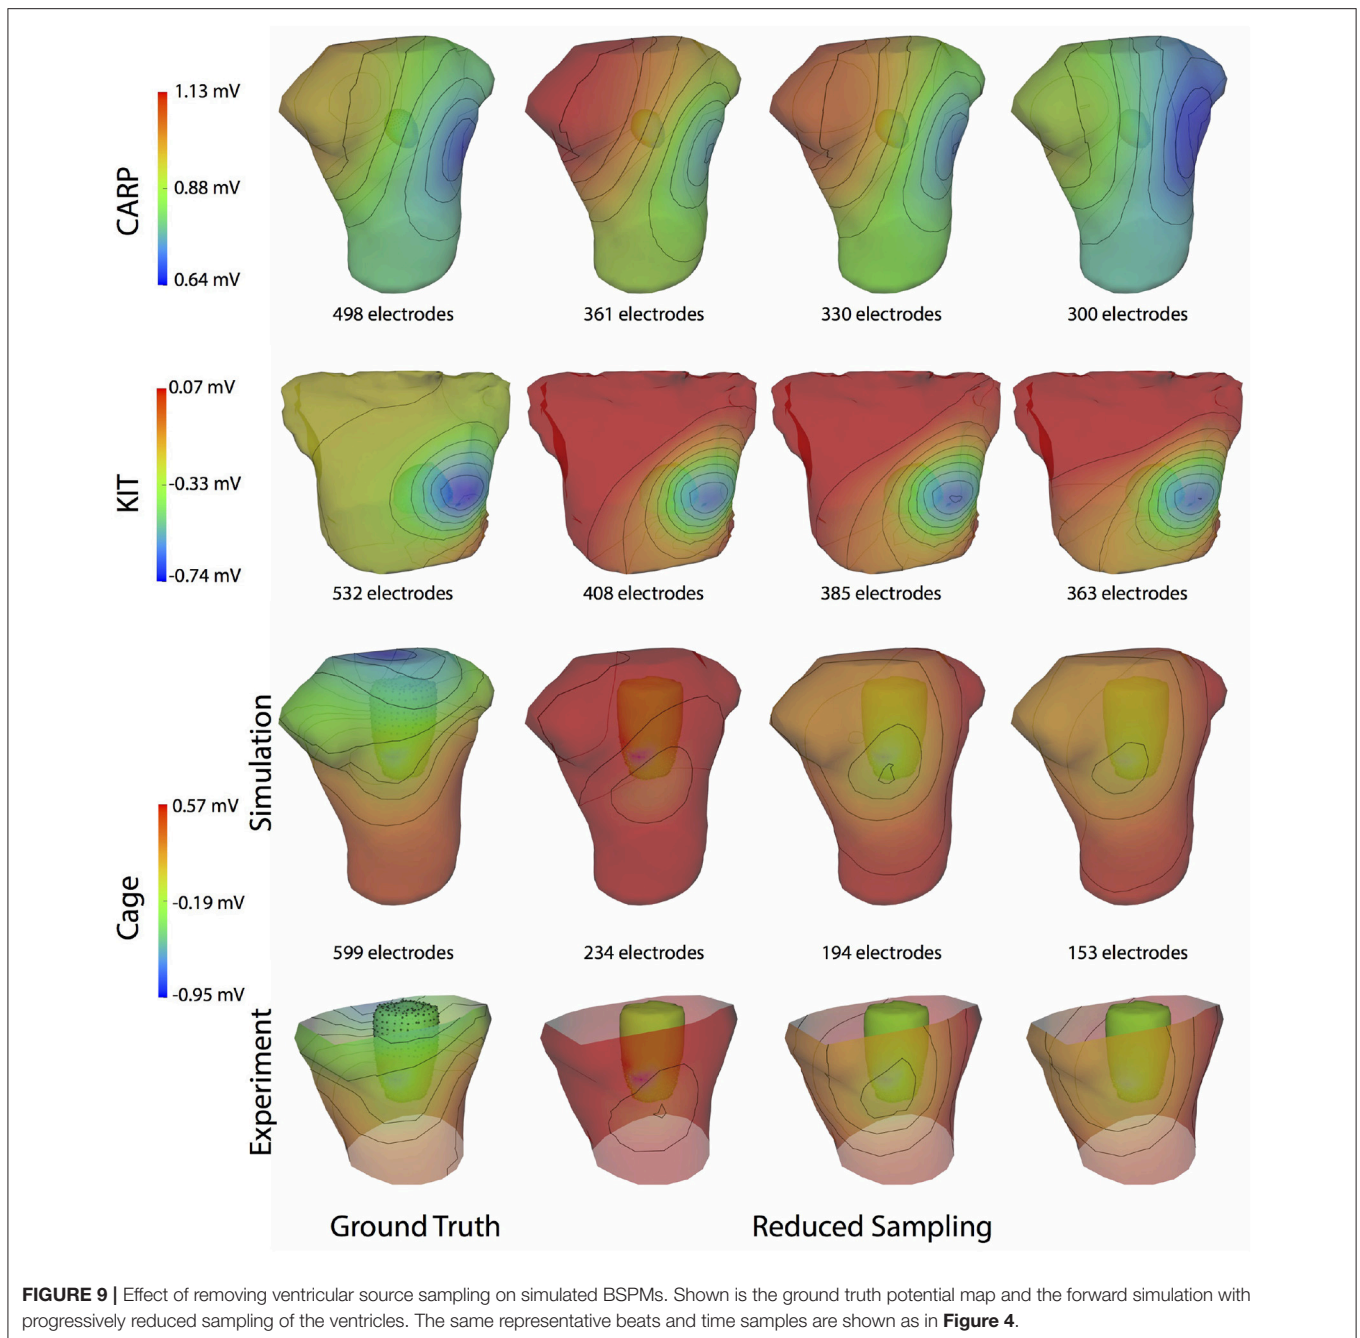 CARP
1.13 mV
0.88 mV
0.64 mV
498 electrodes
361 electrodes
330 electrodes
300 electrodes
KIT
0.07 mV
-0.33 mV
-0.74 mV
532 electrodes
408 electrodes
385 electrodes
363 electrodes
Cage
Simulation
0.57 mV
-0.19 mV
-0.95 mV
599 electrodes
234 electrodes
194 electrodes
153 electrodes
Experiment
Ground Truth
Reduced Sampling
FIGURE 9 | Effect of removing ventricular source sampling on simulated BSPMs. Shown is the ground truth potential map and the forward simulation with
progressively reduced sampling of the ventricles. The same representative beats and time samples are shown as in Figure 4.